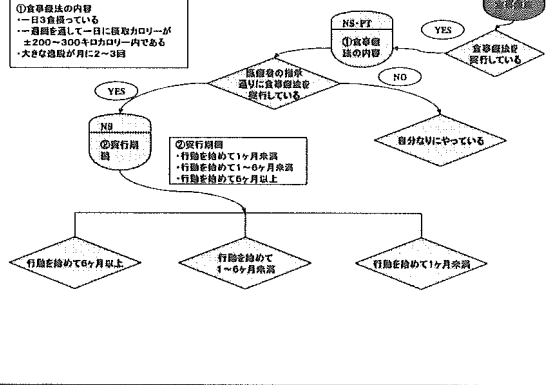 ①食事療法の内容
・一日3食摂っている
・一週間を通して一日に摂取カロリーが
±200～300キロカロリー内である
・大きな逸脱が月に2～3回
NS・PT
①食事療
法の内容
YES
食事療法を
実行している
医療者の指示
通りに食事療法を
実行している
YES
NO
自分なりにやっている
NS
②実行期
間
②実行期間
・行動を始めて1ヶ月未満
・行動を始めて1～6ヶ月未満
・行動を始めて6ヶ月以上
行動を始めて6ヶ月以上
行動を始めて
1～6ヶ月未満
行動を始めて1ヶ月未満